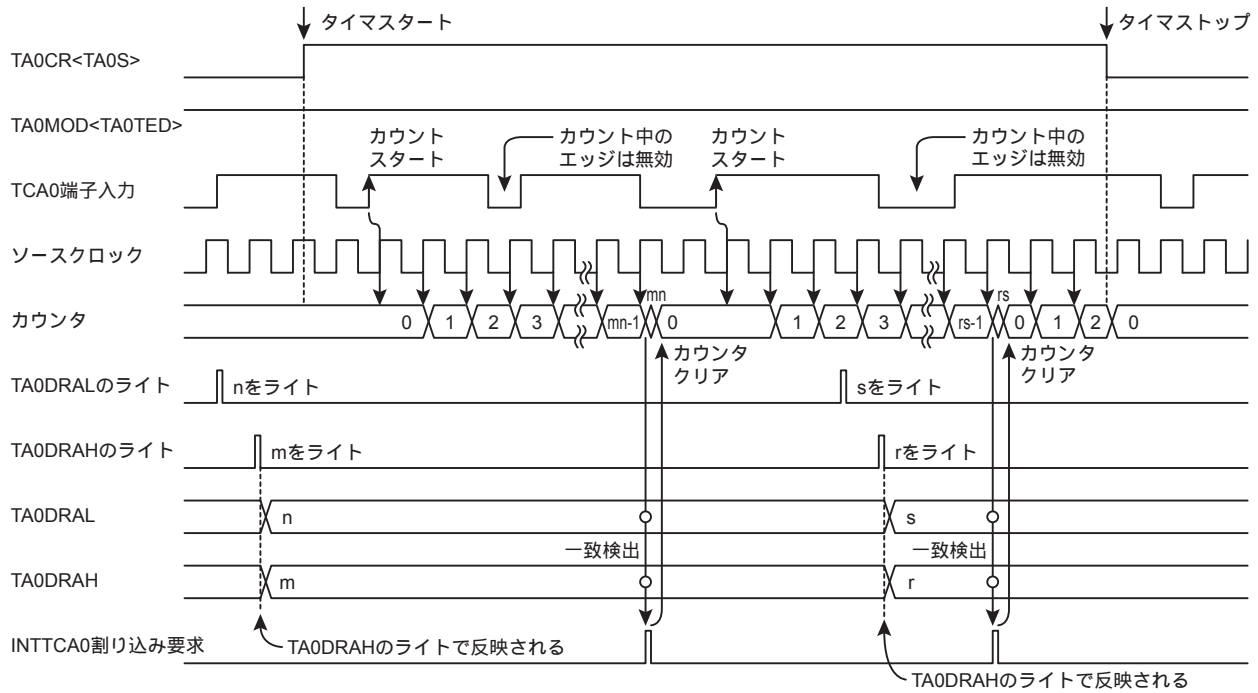 タイマスタート
タイマストップ
TA0CR<TA0S>
TA0MOD<TA0TED>
カウント
スタート
カウント中の
エッジは無効
カウント
スタート
カウント中の
エッジは無効
TCA0端子入力
ソースクロック
mn
rs
カウンタ
0 1 2 3 mn-1 0 1 2 3 rs-1 0 1 2 0
カウンタ
クリア
カウンタ
クリア
TA0DRALのライト
nをライト
sをライト
TA0DRAHのライト
mをライト
rをライト
TA0DRAL
n
s
一致検出
一致検出
TA0DRAH
m
r
INTTCA0割り込み要求
TA0DRAHのライトで反映される
TA0DRAHのライトで反映される